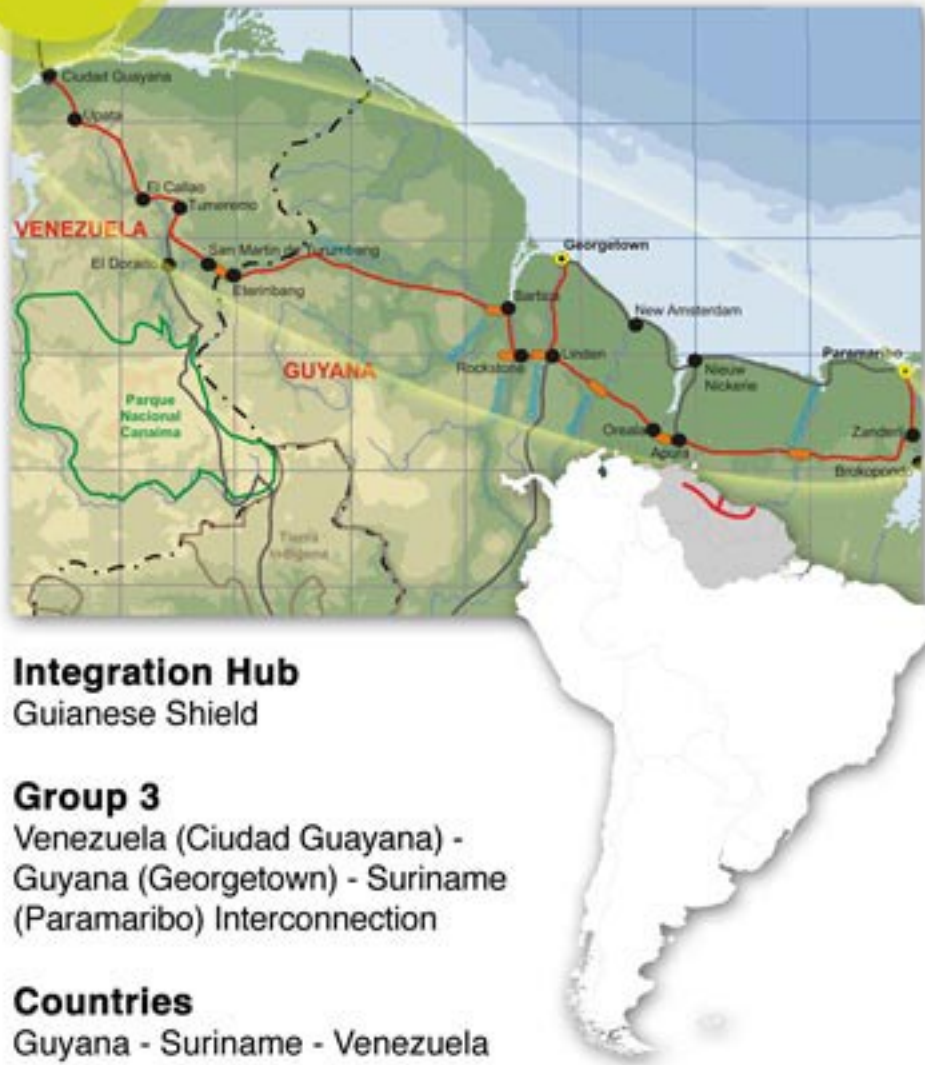 Ciudad Guayana
Upata
El Callao
Tumeremo
VENEZUELA
San Martin de Turumbang
El Dorado
Eterinbang
Georgetown
Bartica
New Amsterdam
GUYANA
Rockstone
Linden
Paramaribo
Nieuw
Nickerie
Parque
Nacional
Canaima
Orealla
Apura
Zanderij
Brokopondo
Integration Hub
Guianese Shield
Group 3
Venezuela (Ciudad Guayana) -
Guyana (Georgetown) - Suriname
(Paramaribo) Interconnection
Countries
Guyana - Suriname - Venezuela